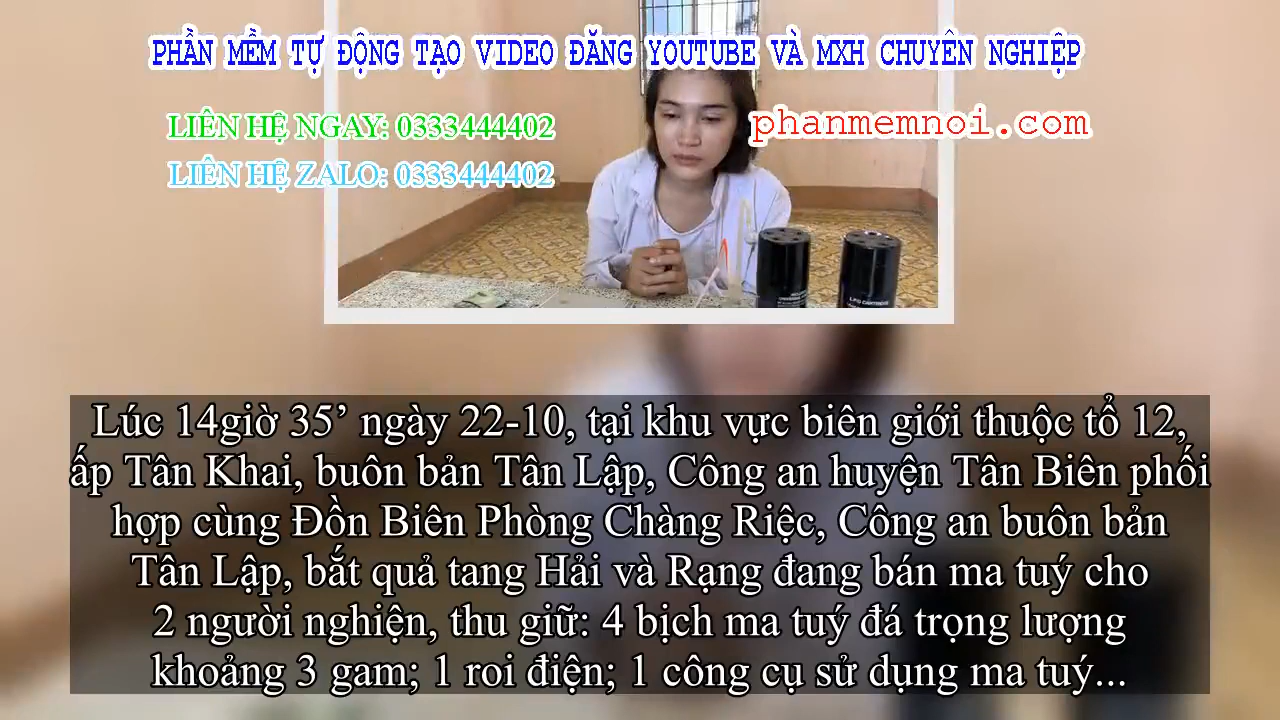 PHẦN MỀM TỰ ĐỘNG TẠO VIDEO ĐĂNG YOUTUBE VÀ MXH CHUYÊN NGHIỆP
LIÊN HỆ NGAY: 0333444402
phanmemnoi.com
LIÊN HỆ ZALO: 0333444402
Lúc 14giờ 35’ ngày 22-10, tại khu vực biên giới thuộc tổ 12,
ấp Tân Khai, buôn bản Tân Lập, Công an huyện Tân Biên phối
hợp cùng Đồn Biên Phòng Chàng Riệc, Công an buôn bản
Tân Lập, bắt quả tang Hải và Rạng đang bán ma tuý cho
2 người nghiện, thu giữ: 4 bịch ma tuý đá trọng lượng
khoảng 3 gam; 1 roi điện; 1 công cụ sử dụng ma tuý...